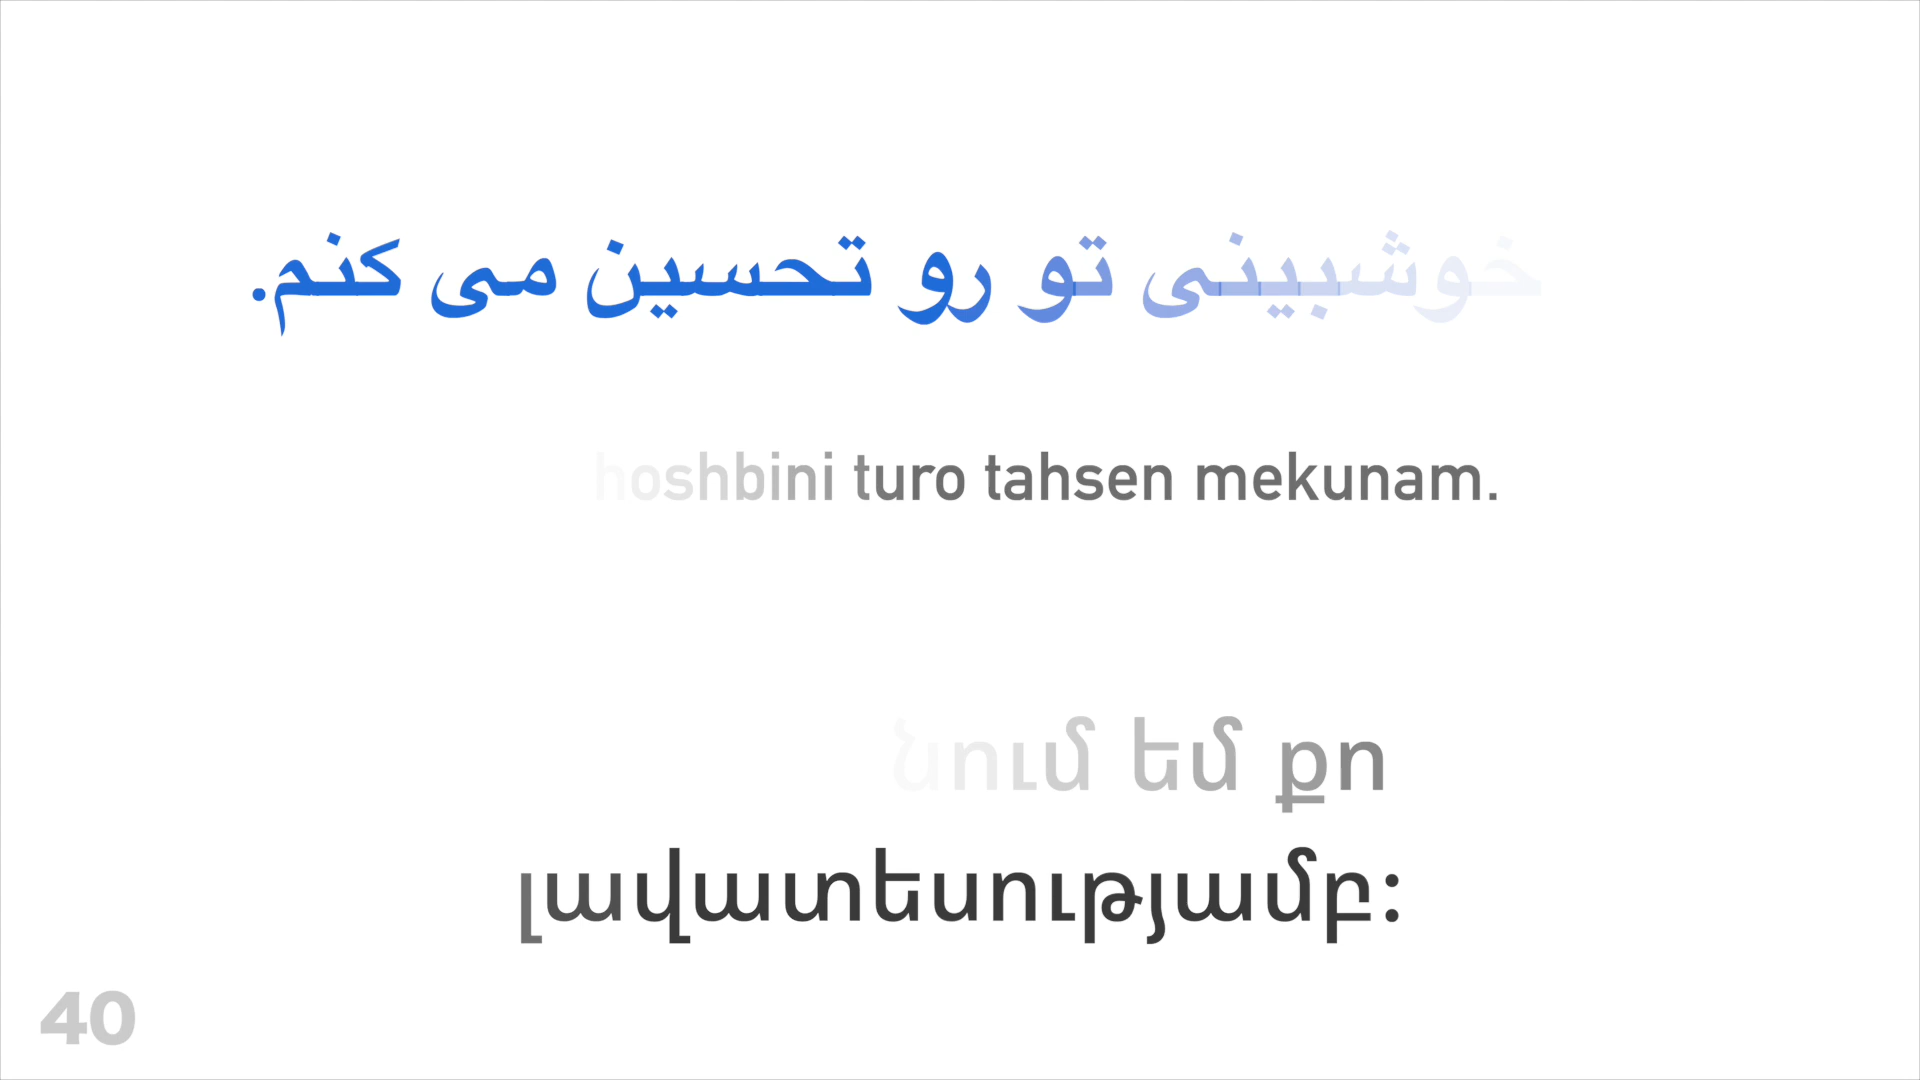 خوشبینی تو رو تحسین می کنم.
hoshbini turo tahsen mekunam.
նում եմ քո
լավատեսությամբ:
40